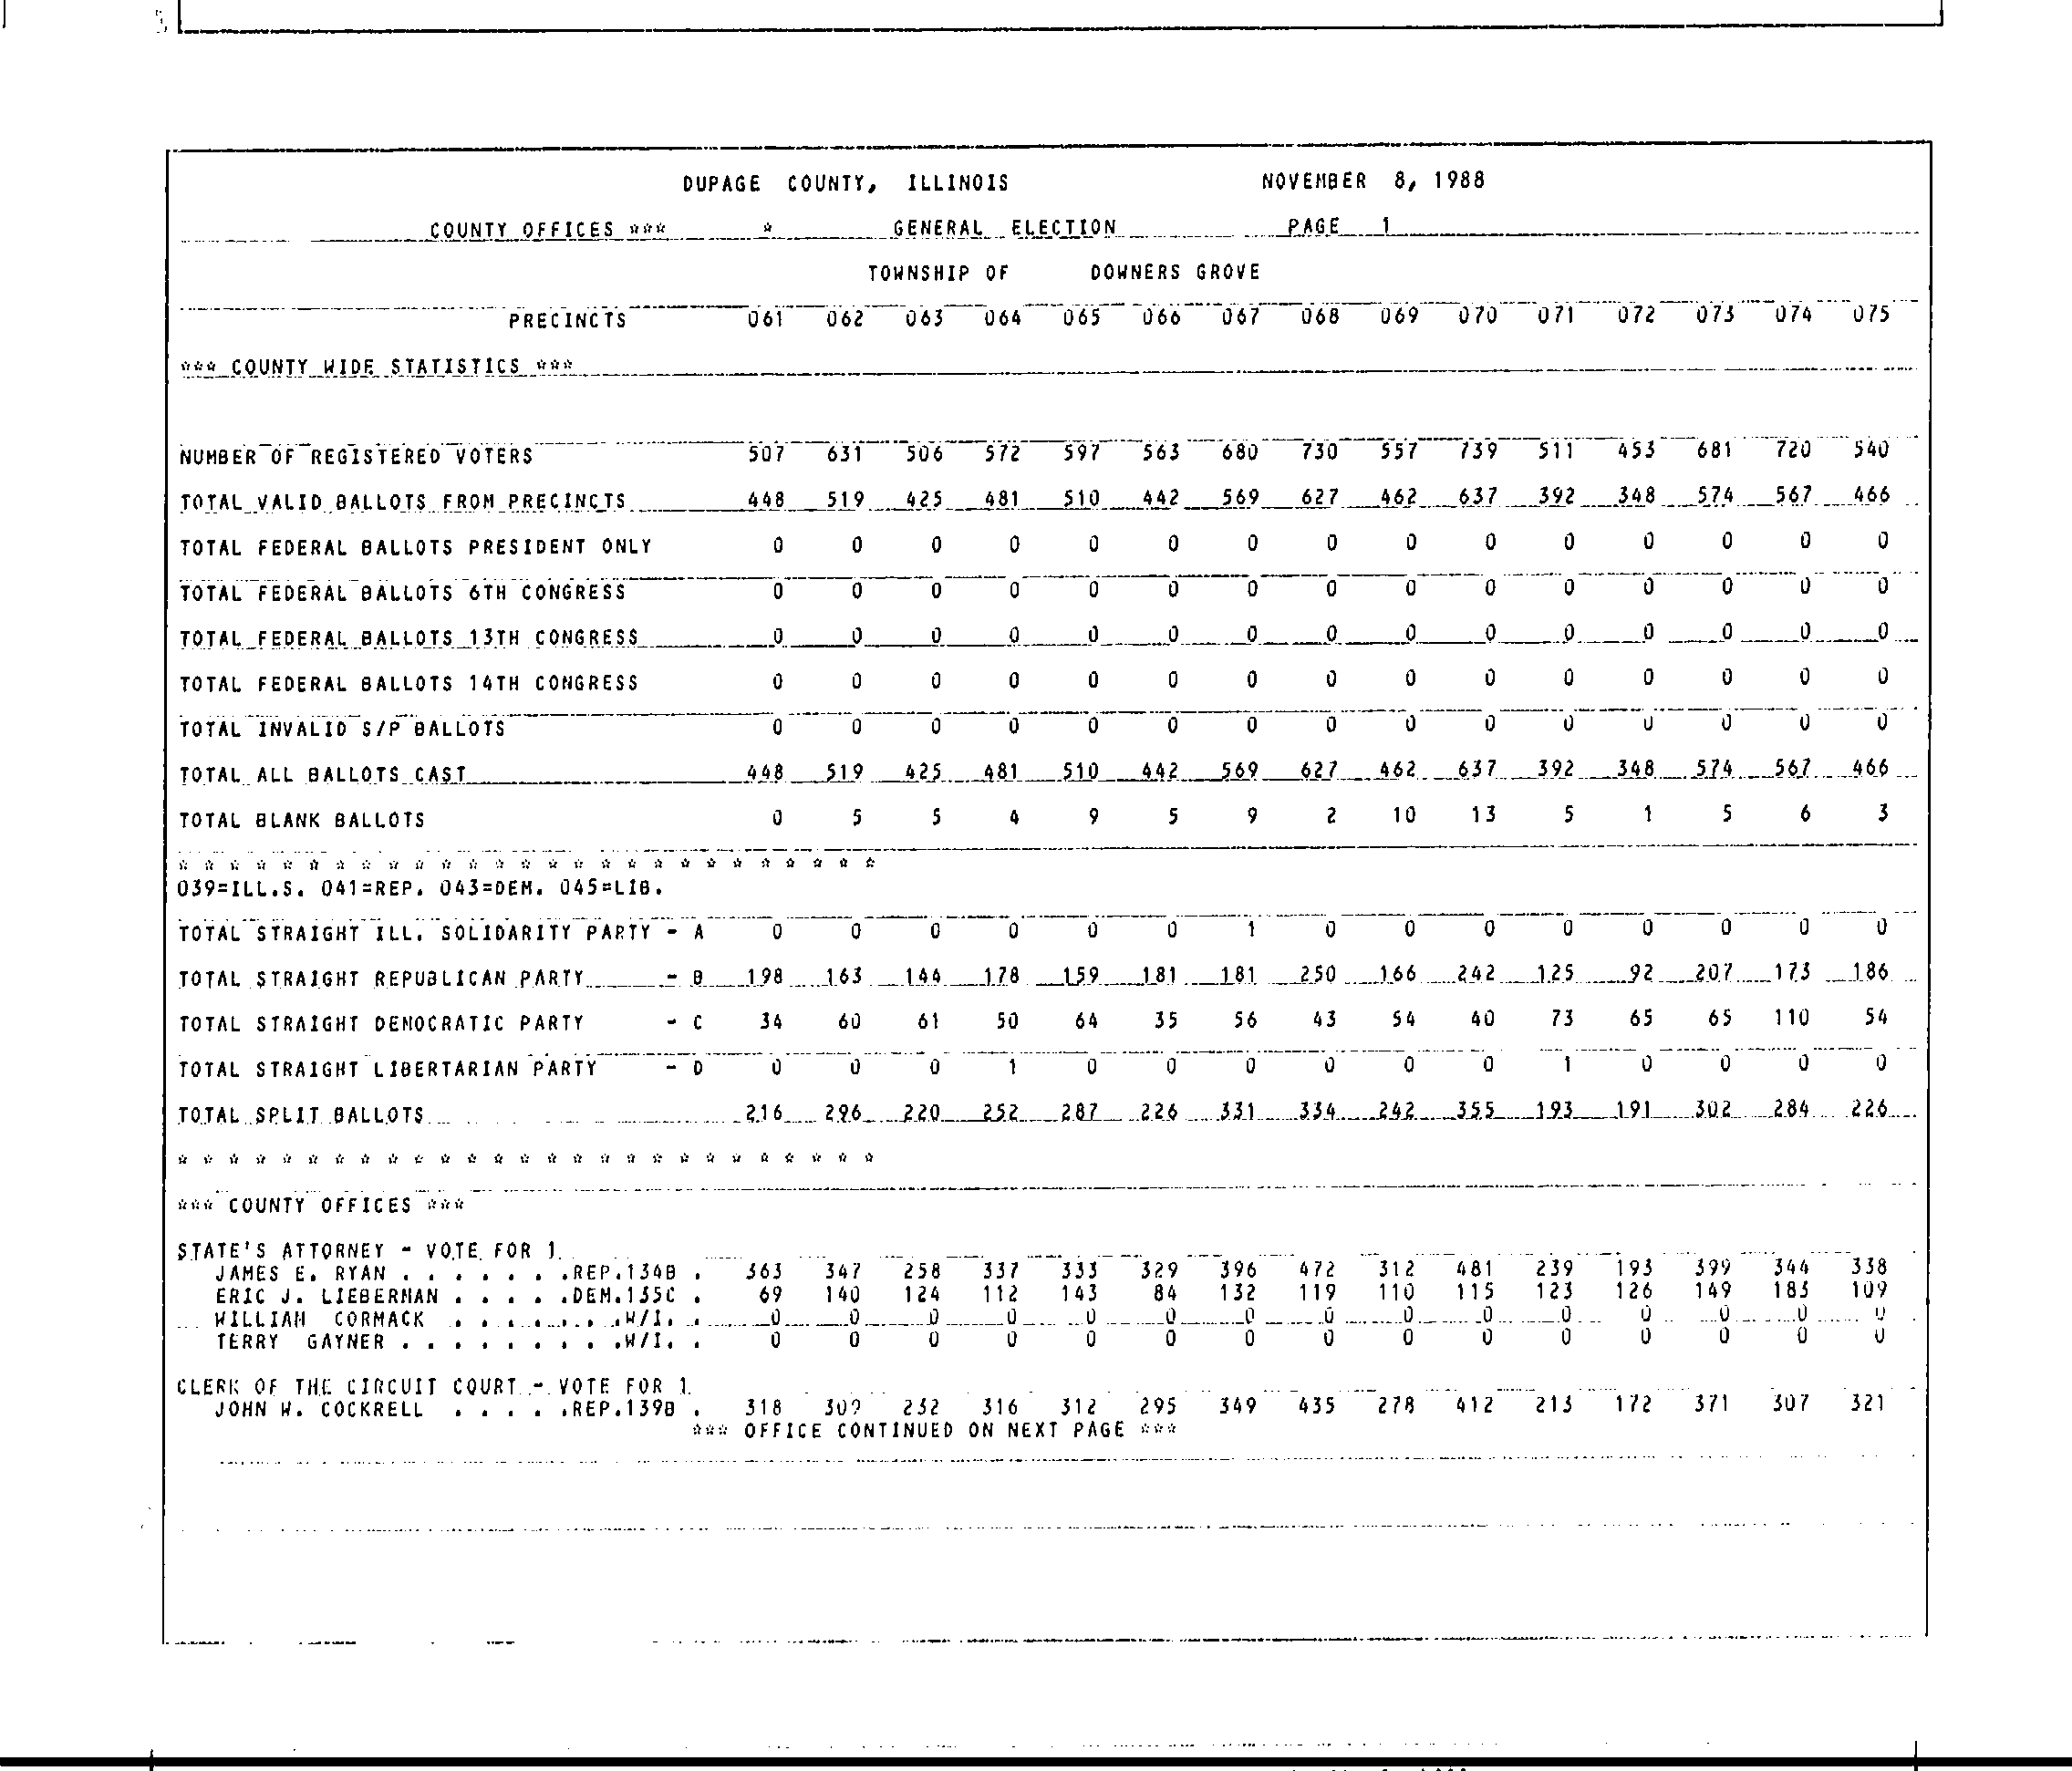 DUPAGE COUNTY, ILLINOIS NOVEMBER 8, 1988
COUNTY OFFICES *** * GENERAL ELECTION PAGE 1
TOWNSHIP OF DOWNERS GROVE
PRECINCTS 061 062 063 064 065 066 067 068 069 070 071 072 073 074 075
*** COUNTY WIDE STATISTICS ***
NUMBER OF REGISTERED VOTERS 507 631 506 572 597 563 680 730 557 739 511 453 681 720 540
TOTAL VALID BALLOTS FROM PRECINCTS 448 519 425 481 510 442 569 627 462 637 392 348 574 567 466
TOTAL FEDERAL BALLOTS PRESIDENT ONLY 0 0 0 0 0 0 0 0 0 0 0 0 0 0 0
TOTAL FEDERAL BALLOTS 6TH CONGRESS 0 0 0 0 0 0 0 0 0 0 0 0 0 0 0
TOTAL FEDERAL BALLOTS 13TH CONGRESS 0 0 0 0 0 0 0 0 0 0 0 0 0 0 0
TOTAL FEDERAL BALLOTS 14TH CONGRESS 0 0 0 0 0 0 0 0 0 0 0 0 0 0 0
TOTAL INVALID S/P BALLOTS 0 0 0 0 0 0 0 0 0 0 0 0 0 0 0
TOTAL ALL BALLOTS CAST 448 519 425 481 510 442 569 627 462 637 392 348 574 567 466
TOTAL BLANK BALLOTS 0 5 5 4 9 5 9 2 10 13 5 1 5 6 3
* * * * * * * * * * * * * * * * * * * * * * * * * * *
039=ILL.S. 041=REP. 043=DEM. 045=LIB.
TOTAL STRAIGHT ILL. SOLIDARITY PARTY - A 0 0 0 0 0 0 1 0 0 0 0 0 0 0 0
TOTAL STRAIGHT REPUBLICAN PARTY - B 198 163 144 178 159 181 181 250 166 242 125 92 207 173 186
TOTAL STRAIGHT DEMOCRATIC PARTY - C 34 60 61 50 64 35 56 43 54 40 73 65 65 110 54
TOTAL STRAIGHT LIBERTARIAN PARTY - D 0 0 0 1 0 0 0 0 0 0 1 0 0 0 0
TOTAL SPLIT BALLOTS 216 296 220 252 287 226 331 334 242 355 193 191 302 284 226
* * * * * * * * * * * * * * * * * * * * * * * * * * *
*** COUNTY OFFICES ***
STATE'S ATTORNEY - VOTE FOR 1
JAMES E. RYAN . . . . . . .REP.134B . 363 347 258 337 333 329 396 472 312 481 239 193 399 344 338
ERIC J. LIEBERMAN . . . . .DEM.135C . 69 140 124 112 143 84 132 119 110 115 123 126 149 183 109
WILLIAM CORMACK . . . . . . .W/I. . 0 0 0 0 0 0 0 0 0 0 0 0 0 0 0
TERRY GAYNER . . . . . . . . .W/I. . 0 0 0 0 0 0 0 0 0 0 0 0 0 0 0
CLERK OF THE CIRCUIT COURT - VOTE FOR 1
JOHN W. COCKRELL . . . . .REP.139B . 318 309 232 316 312 295 349 435 278 412 213 172 371 307 321
*** OFFICE CONTINUED ON NEXT PAGE ***